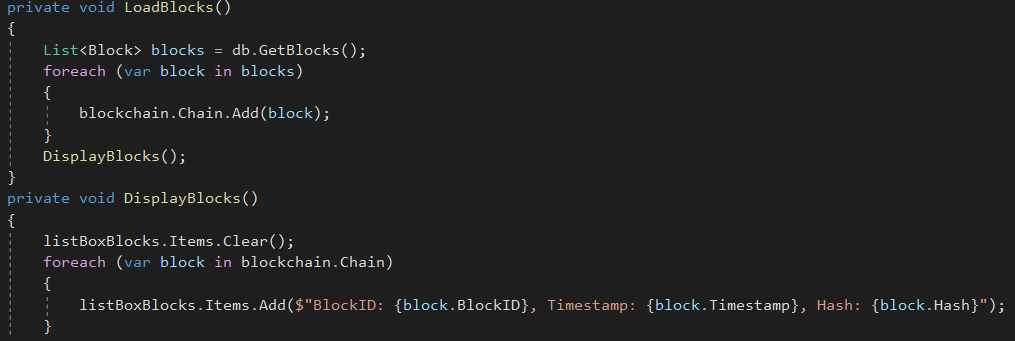 private void LoadBlocks()
{
    List<Block> blocks = db.GetBlocks();
    foreach (var block in blocks)
    {
        blockchain.Chain.Add(block);
    }
    DisplayBlocks();
}
private void DisplayBlocks()
{
    listBoxBlocks.Items.Clear();
    foreach (var block in blockchain.Chain)
    {
        listBoxBlocks.Items.Add($"BlockID: {block.BlockID}, Timestamp: {block.Timestamp}, Hash: {block.Hash}");
    }